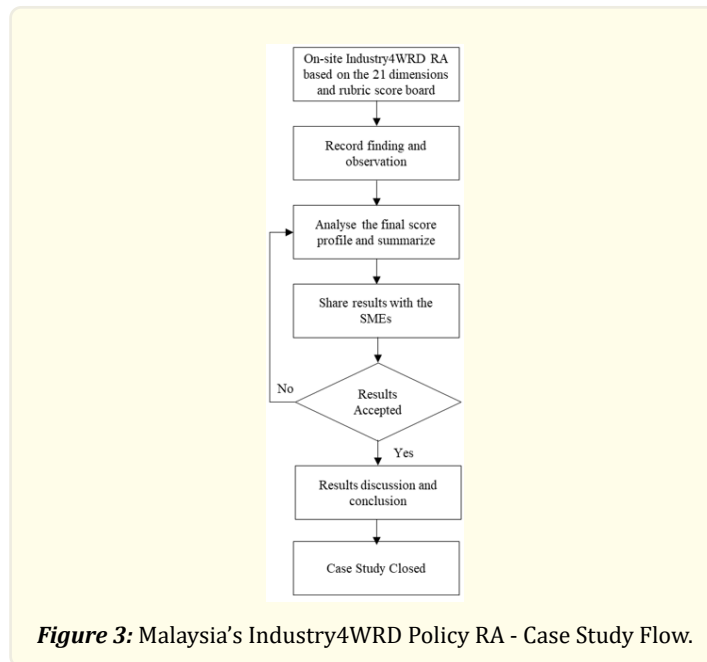 On-site Industry4WRD RA
based on the 21 dimensions
and rubric score board
Record finding and
observation
Analyse the final score
profile and summarize
Share results with the
SMEs
No
Results
Accepted
Yes
Results discussion and
conclusion
Case Study Closed
Figure 3: Malaysia's Industry4WRD Policy RA - Case Study Flow.